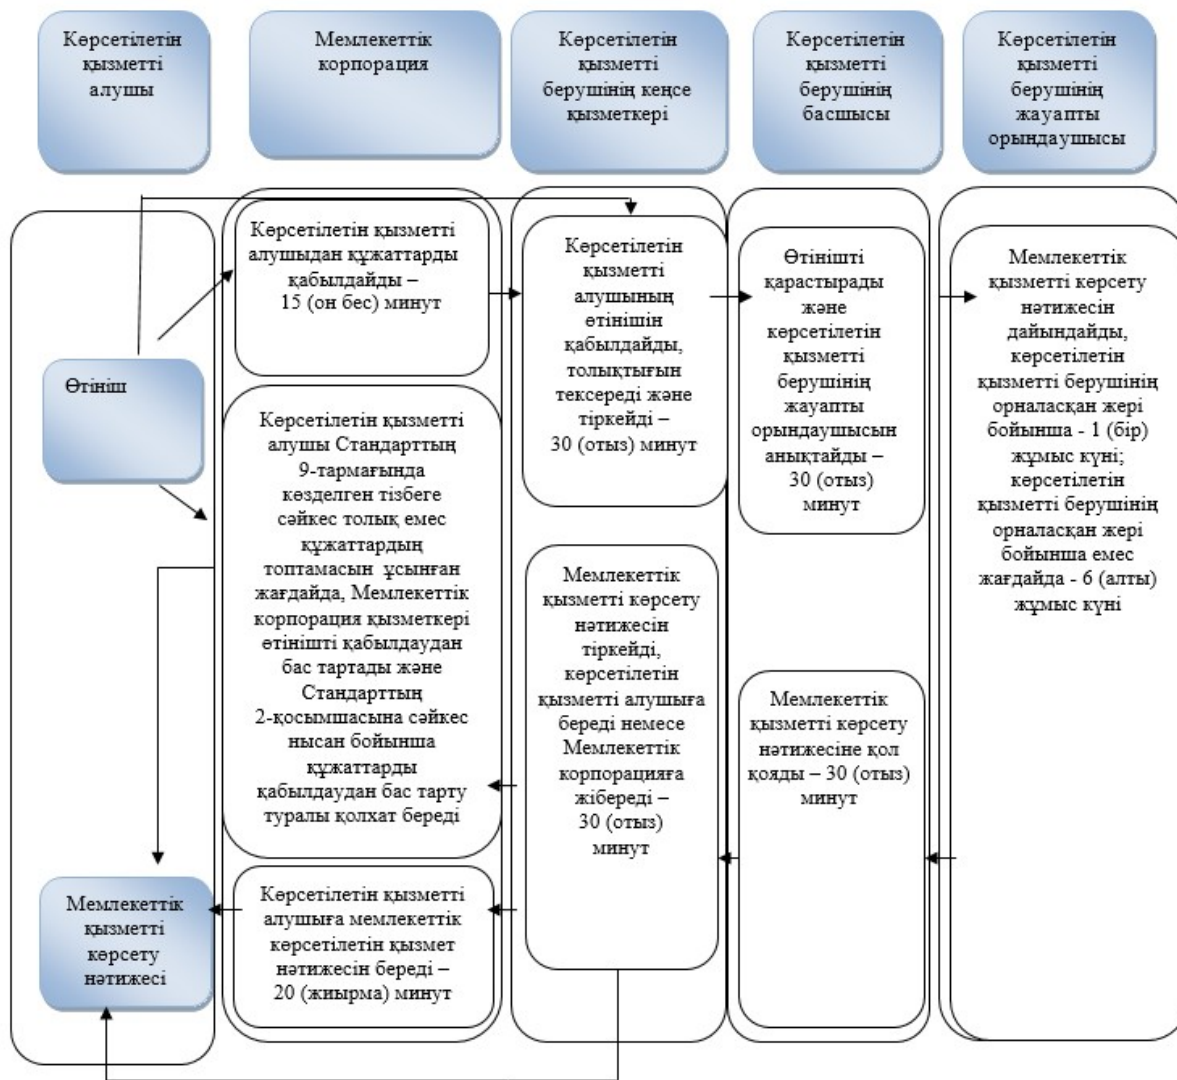 Көрсетілетін
қызметті
алушы
Мемлекеттік
корпорация
Көрсетілетін
қызметті
берушінің кеңсе
қызметкері
Көрсетілетін
қызметті
берушінің
басшысы
Көрсетілетін
қызметті
берушінің
жауапты
орындаушысы
Өтініш
Көрсетілетін қызметті
алушыдан құжаттарды
қабылдайды –
15 (он бес) минут
Көрсетілетін қызметті
алушы Стандарттың
9-тармағында
көзделген тізбеге
сәйкес толық емес
құжаттардың
топтамасын ұсынған
жағдайда, Мемлекеттік
корпорация қызметкері
өтінішті қабылдаудан
бас тартады және
Стандарттың
2-қосымшасына сәйкес
нысан бойынша
құжаттарды
қабылдаудан бас тарту
туралы қолхат береді
Көрсетілетін қызметті
алушыға мемлекеттік
көрсетілетін қызмет
нәтижесін береді –
20 (жиырма) минут
Көрсетілетін
қызметті
алушының
өтінішін
қабылдайды,
толықтығын
тексереді және
тіркейді –
30 (отыз) минут
Мемлекеттік
қызметті көрсету
нәтижесін
тіркейді,
көрсетілетін
қызметті алушыға
береді немесе
Мемлекеттік
корпорацияға
жібереді –
30 (отыз)
минут
Өтінішті
қарастырады
және
көрсетілетін
қызметті
берушінің
жауапты
орындаушысын
анықтайды –
30 (отыз)
минут
Мемлекеттік
қызметті көрсету
нәтижесіне қол
қояды – 30 (отыз)
минут
Мемлекеттік
қызметті көрсету
нәтижесін
дайындайды,
көрсетілетін
қызметті берушінің
орналасқан жері
бойынша - 1 (бір)
жұмыс күні;
көрсетілетін
қызметті берушінің
орналасқан жері
бойынша емес
жағдайда - 6 (алты)
жұмыс күні
Мемлекеттік
қызметті
көрсету
нәтижесі